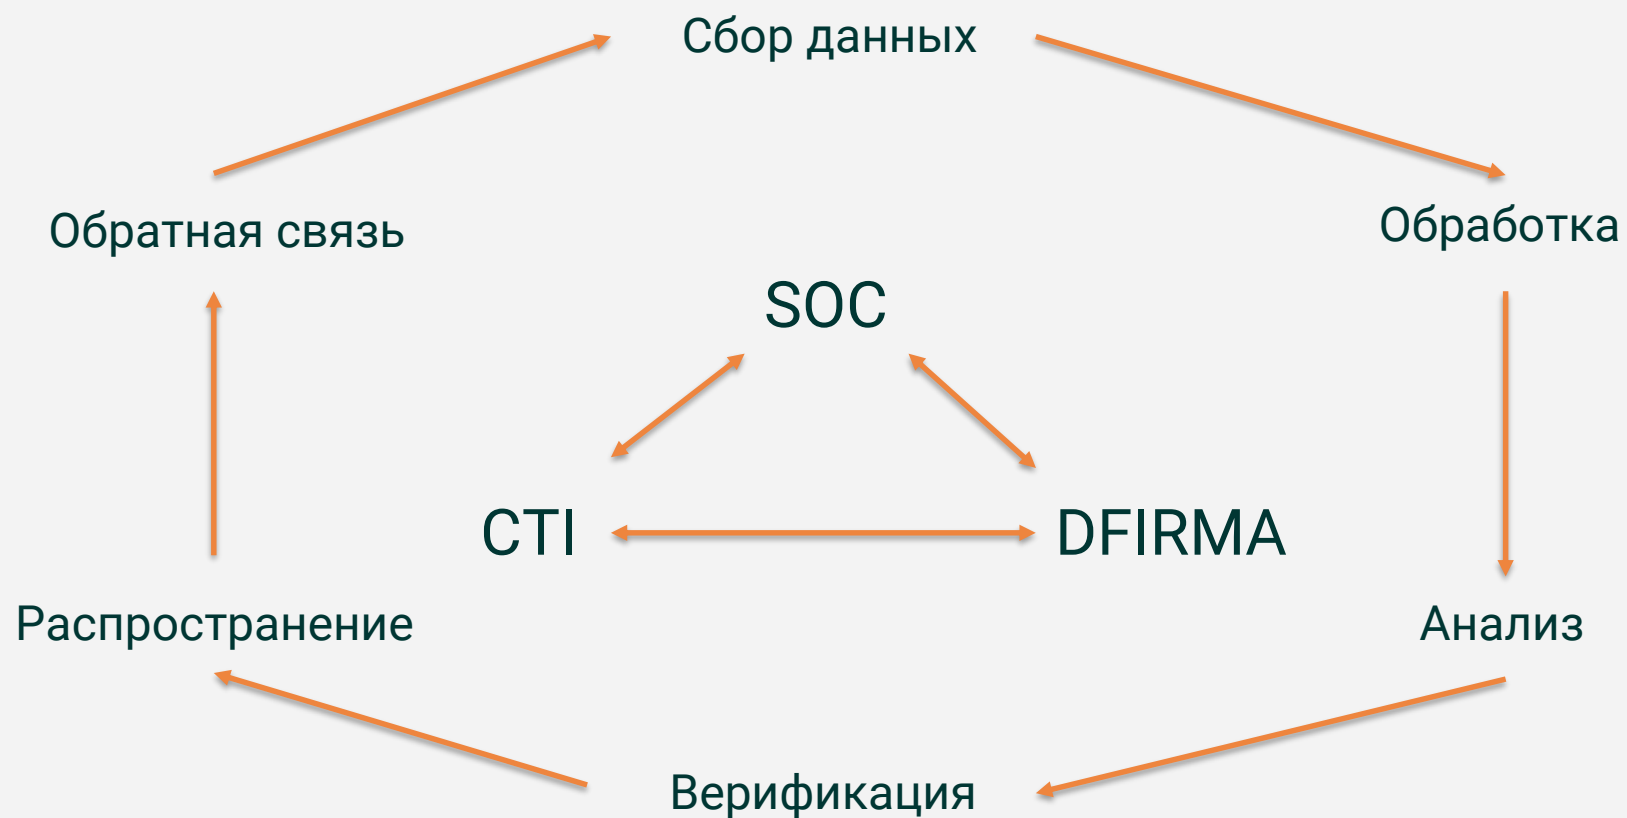 Сбор данных
Обратная связь
Обработка
SOC
CTI
DFIRMA
Распространение
Анализ
Верификация